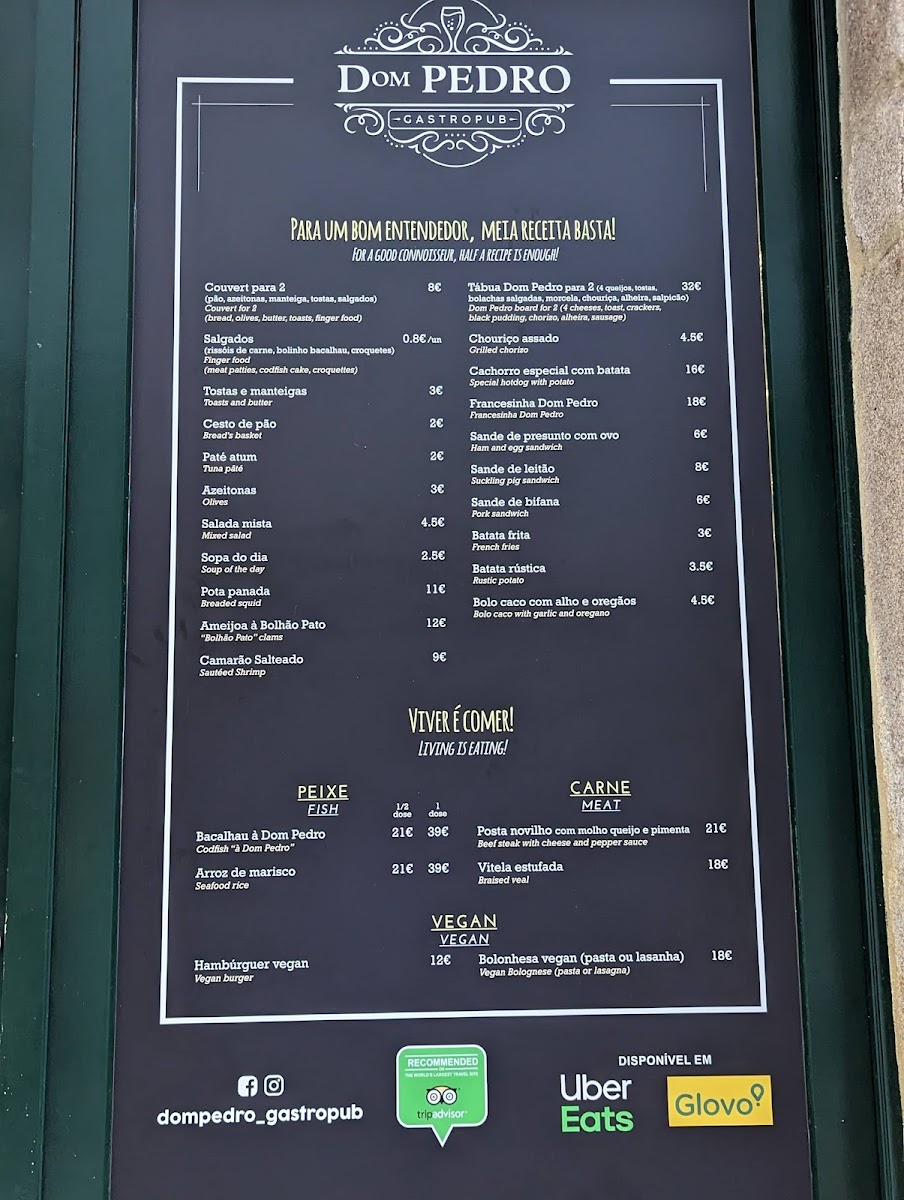 DOM PEDRO
GASTROPUB
PARA UM BOM ENTENDEDOR, MEIA RECEITA BASTA!
FOR A GOOD CONNOISSEUR, HALF A RECIPE IS ENOUGH!
Couvert para 2 8€
(pão, azeitonas, manteiga, tostas, salgados)
Couvert for 2
(bread, olives, butter, toasts, finger food)
Salgados 0.8€/un
(rissóis de carne, bolinho bacalhau, croquetes)
Finger food
(meat patties, codfish cake, croquettes)
Tostas e manteigas 3€
Toasts and butter
Cesto de pão 2€
Bread's basket
Paté atum 2€
Tuna pâté
Azeitonas 3€
Olives
Salada mista 4.5€
Mixed salad
Sopa do dia 2.5€
Soup of the day
Pota panada 11€
Breaded squid
Ameijoa à Bolhão Pato 12€
"Bolhão Pato" clams
Camarão Salteado 9€
Sautéed Shrimp
Tábua Dom Pedro para 2 (4 queijos, tostas, 32€
bolachas salgadas, morcela, chouriça, alheira, salpicão)
Dom Pedro board for 2 (4 cheeses, toast, crackers,
black pudding, chorizo, alheira, sausage)
Chouriço assado 4.5€
Grilled chorizo
Cachorro especial com batata 16€
Special hotdog with potato
Francesinha Dom Pedro 18€
Francesinha Dom Pedro
Sande de presunto com ovo 6€
Ham and egg sandwich
Sande de leitão 8€
Suckling pig sandwich
Sande de bifana 6€
Pork sandwich
Batata frita 3€
French fries
Batata rústica 3.5€
Rustic potato
Bolo caco com alho e oregãos 4.5€
Bolo caco with garlic and oregano
VIVER É COMER!
LIVING IS EATING!
PEIXE
FISH
1/2 dose 1 dose
Bacalhau à Dom Pedro 21€ 39€
Codfish "à Dom Pedro"
Arroz de marisco 21€ 39€
Seafood rice
CARNE
MEAT
Posta novilho com molho queijo e pimenta 21€
Beef steak with cheese and pepper sauce
Vitela estufada 18€
Braised veal
VEGAN
VEGAN
Hambúrguer vegan 12€
Vegan burger
Bolonhesa vegan (pasta ou lasanha) 18€
Vegan Bolognese (pasta or lasagna)
dompedro_gastropub
RECOMMENDED
ON
THE WORLD'S LARGEST TRAVEL SITE
tripadvisor
DISPONÍVEL EM
Uber
Eats
Glovo